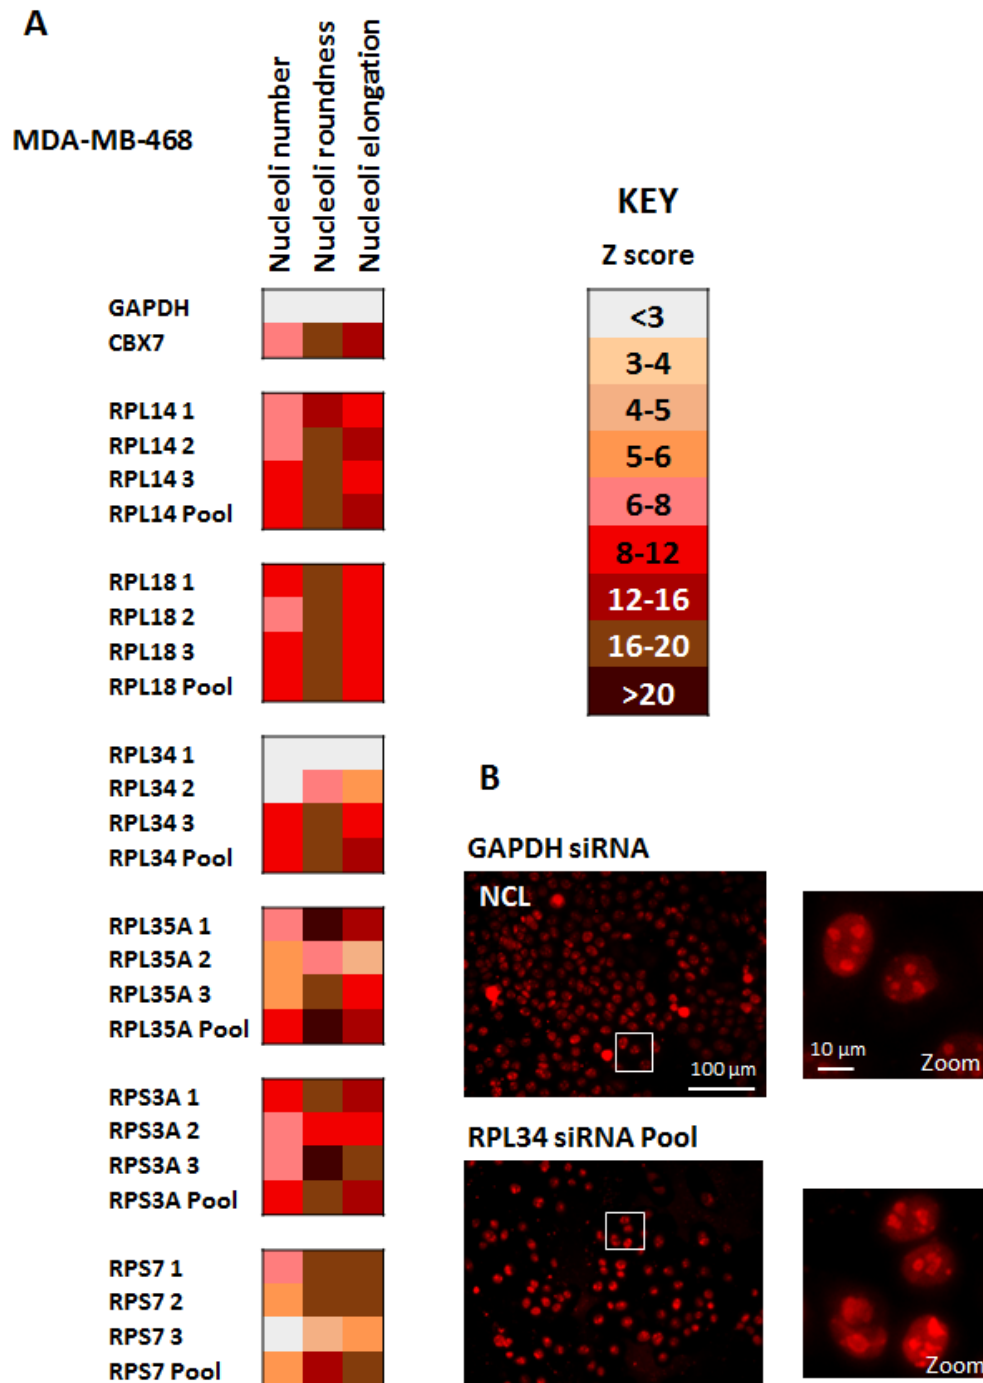 A
MDA-MB-468
Nucleoli number
Nucleoli roundness
Nucleoli elongation
GAPDH
CBX7
RPL14 1
RPL14 2
RPL14 3
RPL14 Pool
RPL18 1
RPL18 2
RPL18 3
RPL18 Pool
RPL34 1
RPL34 2
RPL34 3
RPL34 Pool
RPL35A 1
RPL35A 2
RPL35A 3
RPL35A Pool
RPS3A 1
RPS3A 2
RPS3A 3
RPS3A Pool
RPS7 1
RPS7 2
RPS7 3
RPS7 Pool
KEY
Z score
<3
3-4
4-5
5-6
6-8
8-12
12-16
16-20
>20
B
GAPDH siRNA
NCL
100 µm
10 µm
Zoom
RPL34 siRNA Pool
Zoom